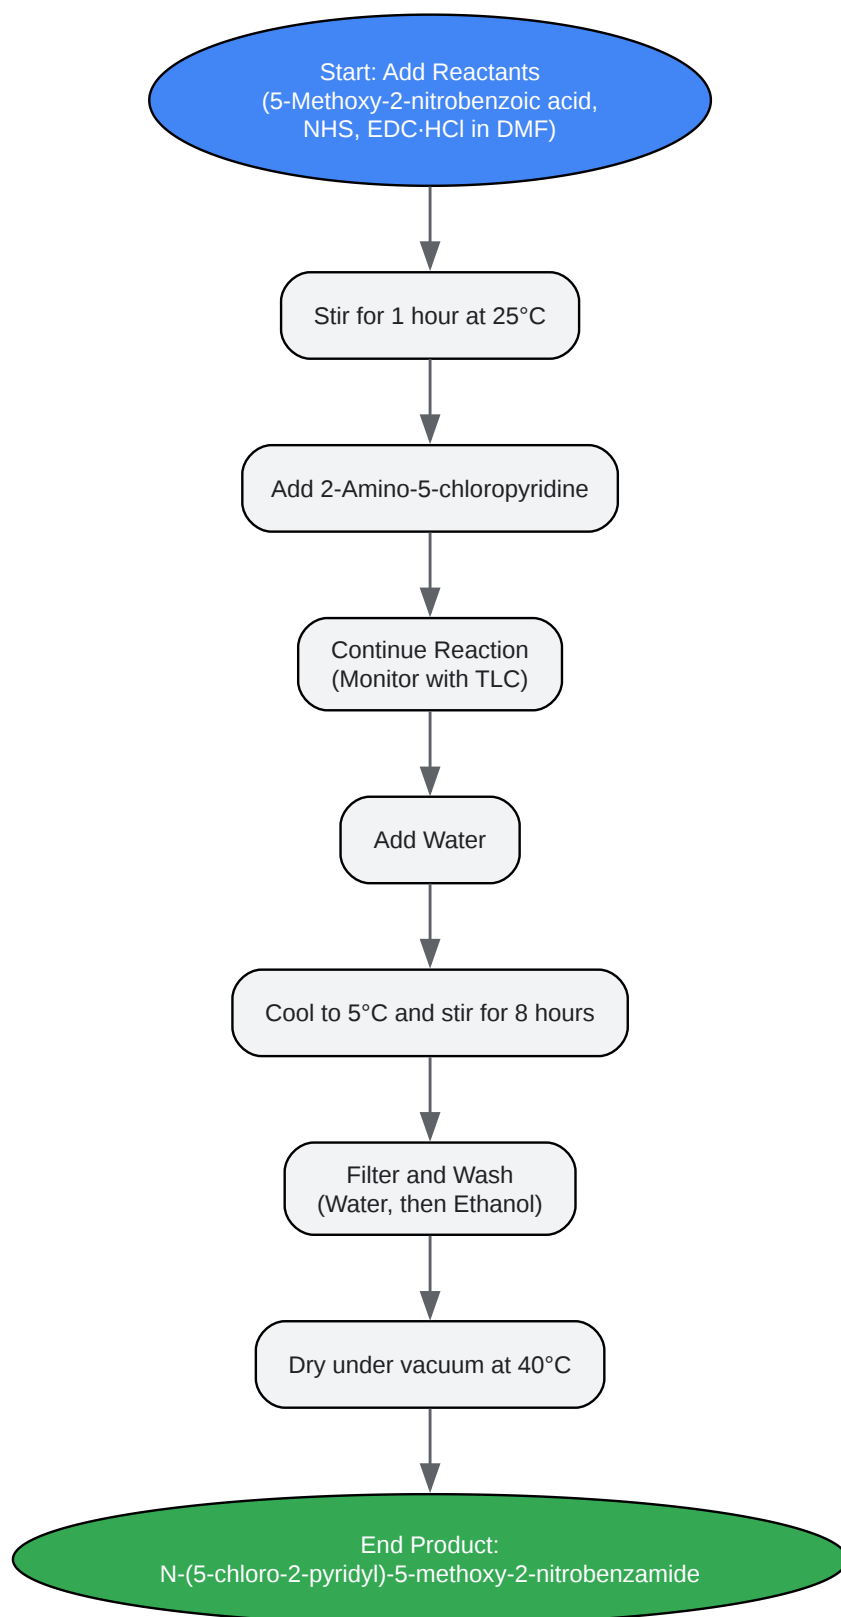 Start: Add Reactants
(5-Methoxy-2-nitrobenzoic acid,
NHS, EDC·HCl in DMF)
Stir for 1 hour at 25°C
Add 2-Amino-5-chloropyridine
Continue Reaction
(Monitor with TLC)
Add Water
Cool to 5°C and stir for 8 hours
Filter and Wash
(Water, then Ethanol)
Dry under vacuum at 40°C
End Product:
N-(5-chloro-2-pyridyl)-5-methoxy-2-nitrobenzamide